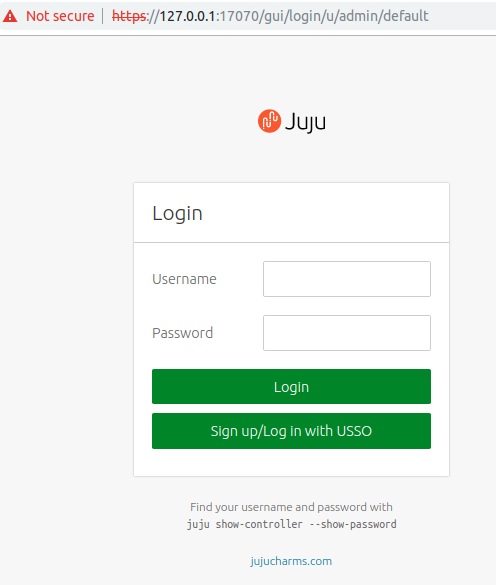 Not secure | https://127.0.0.1:17070/gui/login/u/admin/default
Juju
Login
Username
Password
Login
Sign up/Log in with USSO
Find your username and password with
juju show-controller --show-password
jujucharms.com